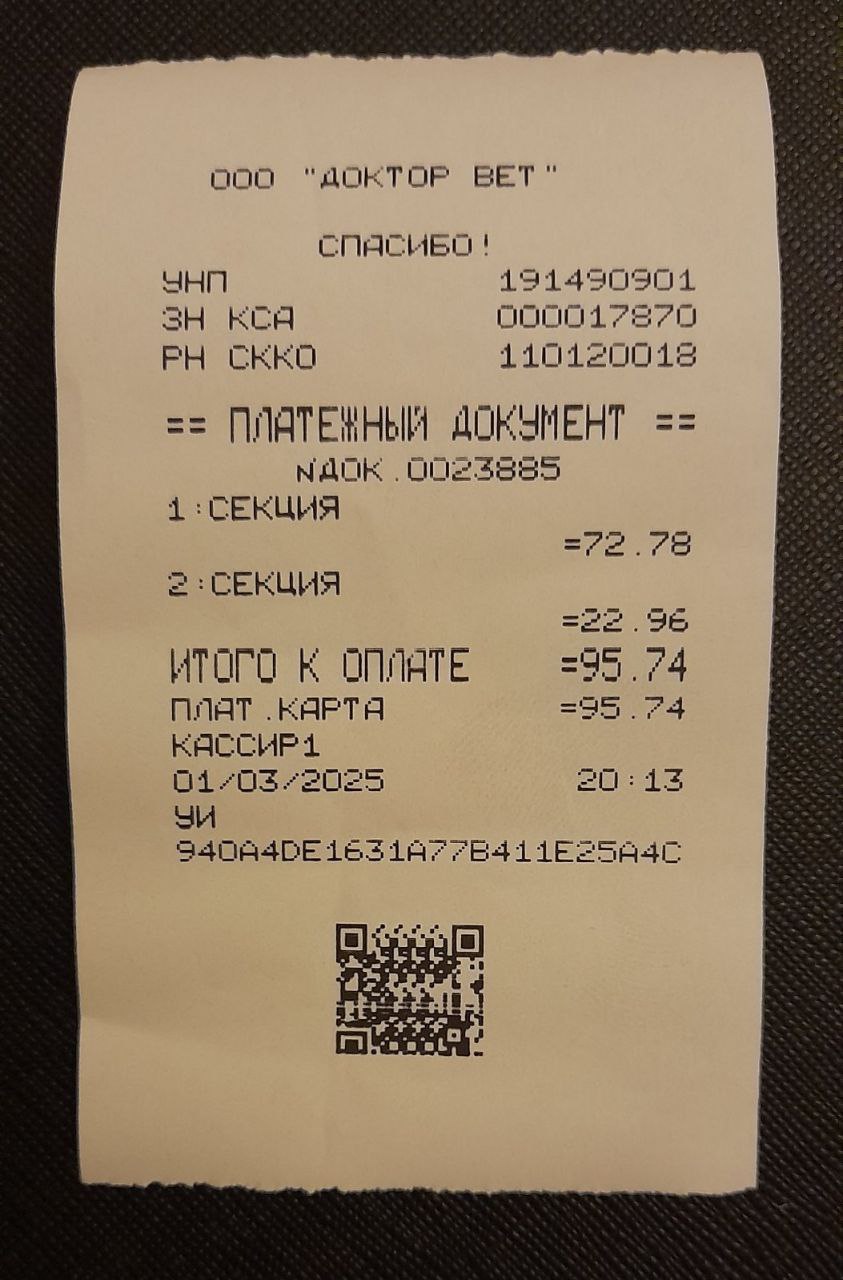 ООО "ДОКТОР ВЕТ"
СПАСИБО!
УНП 191490901
ЗН КСА 000017870
РН СККО 110120018
== ПЛАТЕЖНЫЙ ДОКУМЕНТ ==
№ДОК.0023885
1:СЕКЦИЯ
=72.78
2:СЕКЦИЯ
=22.96
ИТОГО К ОПЛАТЕ =95.74
ПЛАТ.КАРТА =95.74
КАССИР1
01/03/2025 20:13
УИ
940A4DE1631A77B411E25A4C